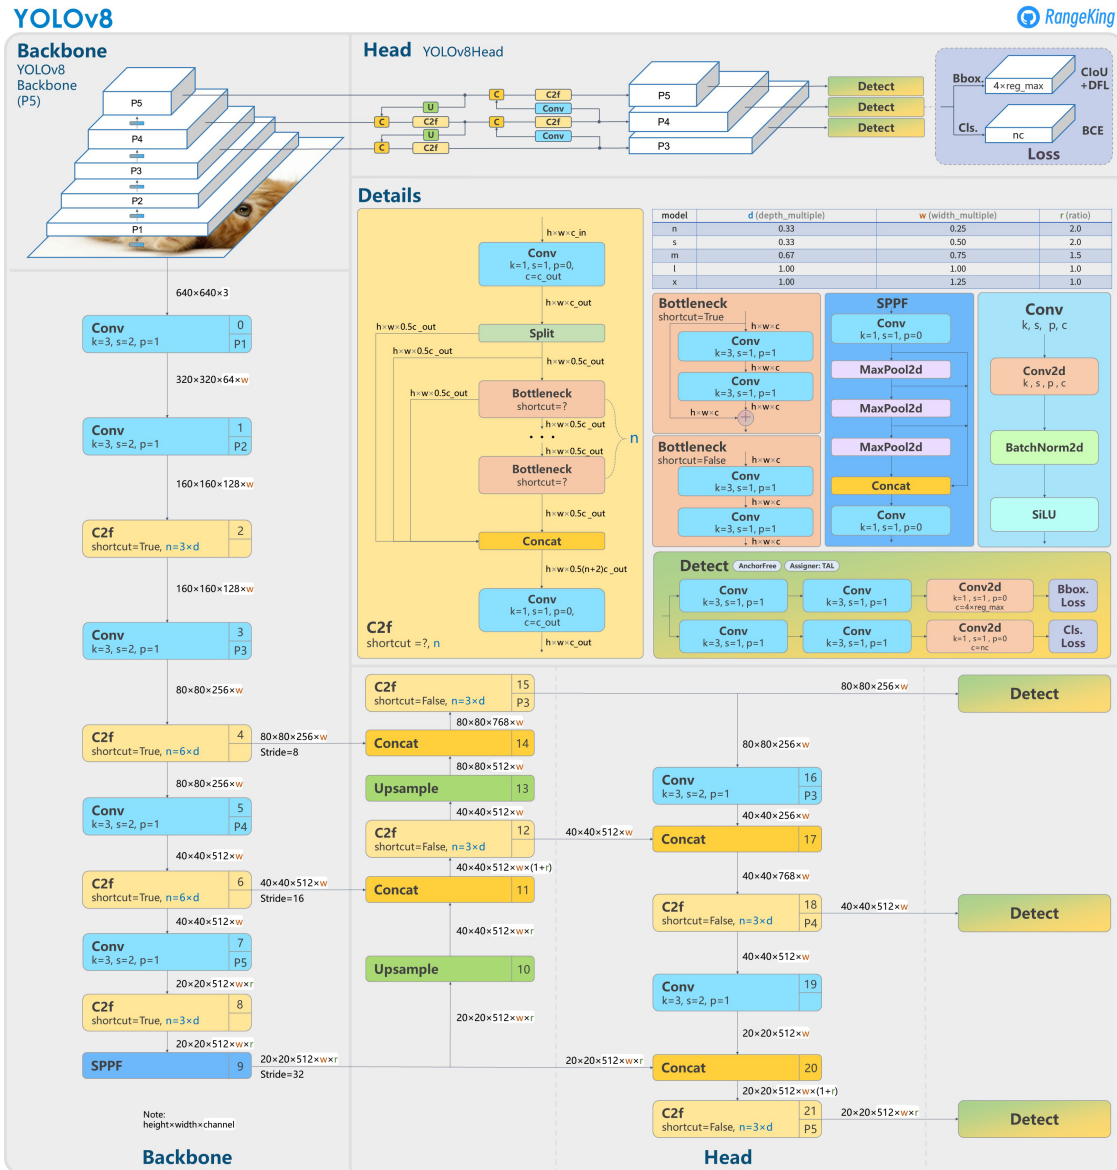 YOLOv8
RangeKing
Backbone
YOLOv8
Backbone
(P5)
P5
P4
P3
P2
P1
Head YOLOv8Head
C
C2f
U
Conv
C
C2f
C
C2f
U
Conv
C
C2f
P5
P4
P3
Detect
Detect
Detect
Bbox.
4×reg_max
CIoU
+DFL
Cls.
nc
BCE
Loss
640×640×3
Conv
k=3, s=2, p=1
0
P1
320×320×64×w
Conv
k=3, s=2, p=1
1
P2
160×160×128×w
C2f
shortcut=True, n=3×d
2
160×160×128×w
Conv
k=3, s=2, p=1
3
P3
80×80×256×w
C2f
shortcut=True, n=6×d
4
80×80×256×w
Stride=8
80×80×256×w
Conv
k=3, s=2, p=1
5
P4
40×40×512×w
C2f
shortcut=True, n=6×d
6
40×40×512×w
Stride=16
40×40×512×w
Conv
k=3, s=2, p=1
7
P5
20×20×512×w×r
C2f
shortcut=True, n=3×d
8
20×20×512×w×r
SPPF
9
20×20×512×w×r
Stride=32
Note:
height×width×channel
Backbone
Details
h×w×c_in
Conv
k=1, s=1, p=0,
c=c_out
h×w×c_out
h×w×0.5c_out
Split
h×w×0.5c_out
h×w×0.5c_out
h×w×0.5c_out
Bottleneck
shortcut=?
h×w×0.5c_out
• • •
h×w×0.5c_out
n
Bottleneck
shortcut=?
h×w×0.5c_out
Concat
h×w×0.5(n+2)c_out
Conv
k=1, s=1, p=0,
c=c_out
h×w×c_out
C2f
shortcut =?, n
model d (depth_multiple) w (width_multiple) r (ratio)
n 0.33 0.25 2.0
s 0.33 0.50 2.0
m 0.67 0.75 1.5
l 1.00 1.00 1.0
x 1.00 1.25 1.0
Bottleneck
shortcut=True
h×w×c
Conv
k=3, s=1, p=1
h×w×c
Conv
k=3, s=1, p=1
h×w×c
h×w×c
+
Bottleneck
shortcut=False
h×w×c
Conv
k=3, s=1, p=1
h×w×c
Conv
k=3, s=1, p=1
h×w×c
SPPF
Conv
k=1, s=1, p=0
MaxPool2d
MaxPool2d
MaxPool2d
Concat
Conv
k=1, s=1, p=0
Conv
k, s, p, c
Conv2d
k, s, p, c
BatchNorm2d
SiLU
Detect AnchorFree Assigner: TAL
Conv
k=3, s=1, p=1
Conv
k=3, s=1, p=1
Conv2d
k=1, s=1, p=0
c=4×reg_max
Bbox.
Loss
Conv
k=3, s=1, p=1
Conv
k=3, s=1, p=1
Conv2d
k=1, s=1, p=0
c=nc
Cls.
Loss
C2f
shortcut=False, n=3×d
15
P3
80×80×256×w
Detect
80×80×768×w
Concat
14
80×80×512×w
Upsample
13
40×40×512×w
C2f
shortcut=False, n=3×d
12
40×40×512×w
40×40×512×w×(1+r)
Concat
11
40×40×512×w×r
Upsample
10
20×20×512×w×r
80×80×256×w
Conv
k=3, s=2, p=1
16
P3
40×40×256×w
Concat
17
40×40×768×w
C2f
shortcut=False, n=3×d
18
P4
40×40×512×w
Detect
40×40×512×w
Conv
k=3, s=2, p=1
19
20×20×512×w
20×20×512×w×r
Concat
20
20×20×512×w×(1+r)
C2f
shortcut=False, n=3×d
21
P5
20×20×512×w×r
Detect
Head